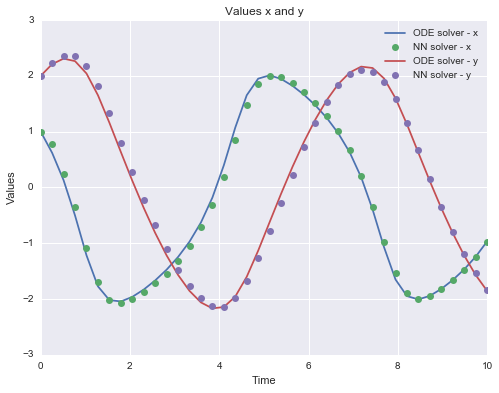 Values x and y
3
2
1
0
−1
−2
−3
Values
ODE solver - x
NN solver - x
ODE solver - y
NN solver - y
0 2 4 6 8 10
Time